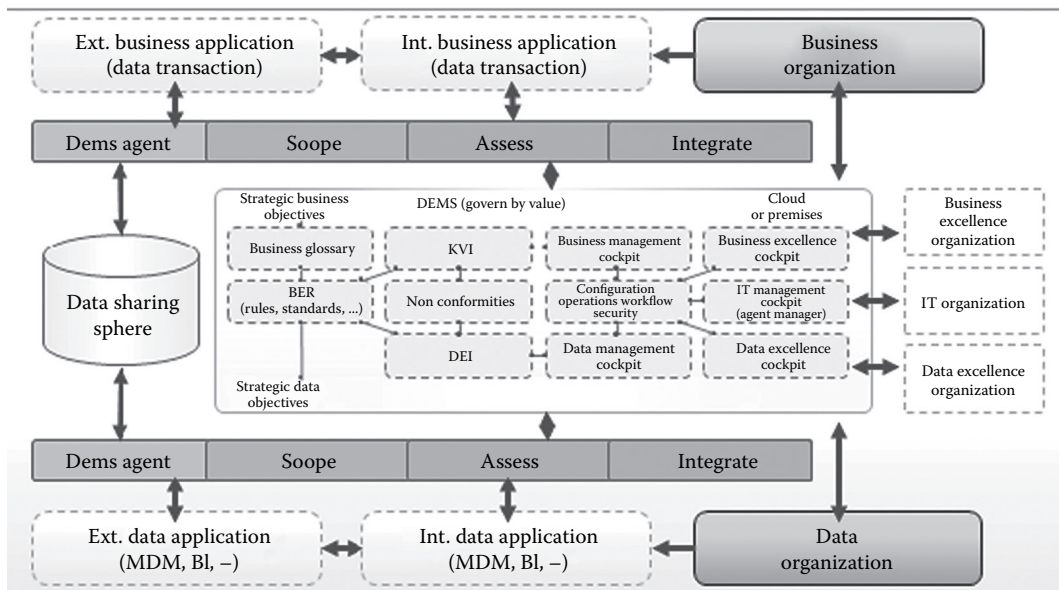 Ext. business application
(data transaction)
Int. business application
(data transaction)
Business
organization
Dems agent
Soope
Assess
Integrate
Strategic business
objectives
DEMS (govern by value)
Cloud
or premises
Business glossary
KVI
Business management
cockpit
Business excellence
cockpit
BER
(rules, standards, ...)
Non conformities
Configuration
operations workflow
security
IT management
cockpit
(agent manager)
DEI
Data management
cockpit
Data excellence
cockpit
Strategic data
objectives
Data sharing
sphere
Business
excellence
organization
IT organization
Data excellence
organization
Dems agent
Soope
Assess
Integrate
Ext. data application
(MDM, Bl, –)
Int. data application
(MDM, Bl, –)
Data
organization